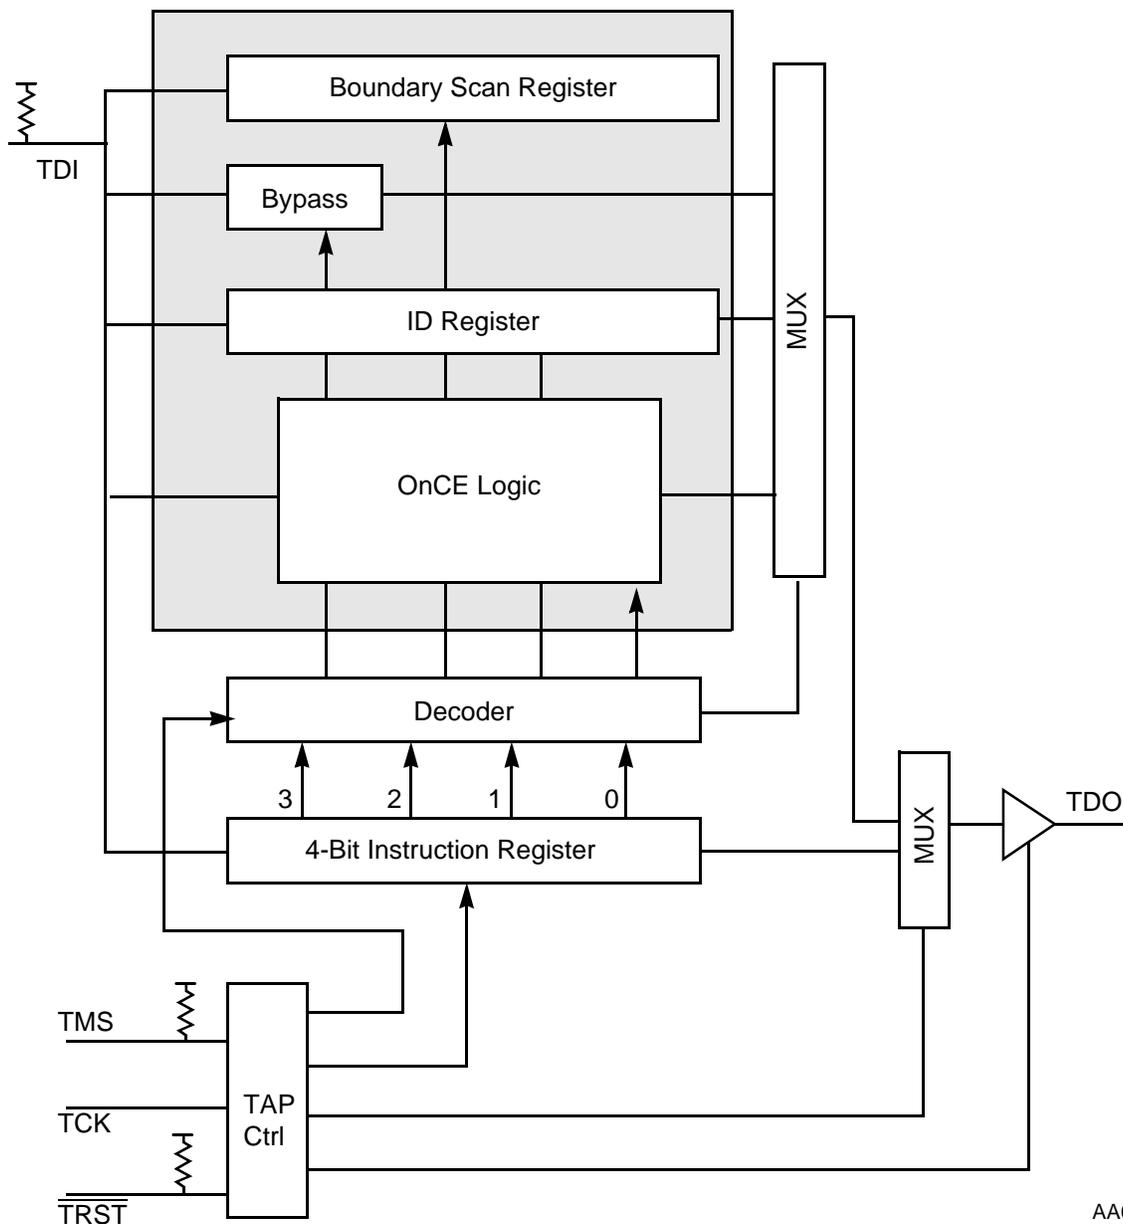 Boundary Scan Register
TDI
Bypass
ID Register
MUX
OnCE Logic
Decoder
3 2 1 0
4-Bit Instruction Register
MUX
TDO
TMS
TCK
TAP
Ctrl
TRST